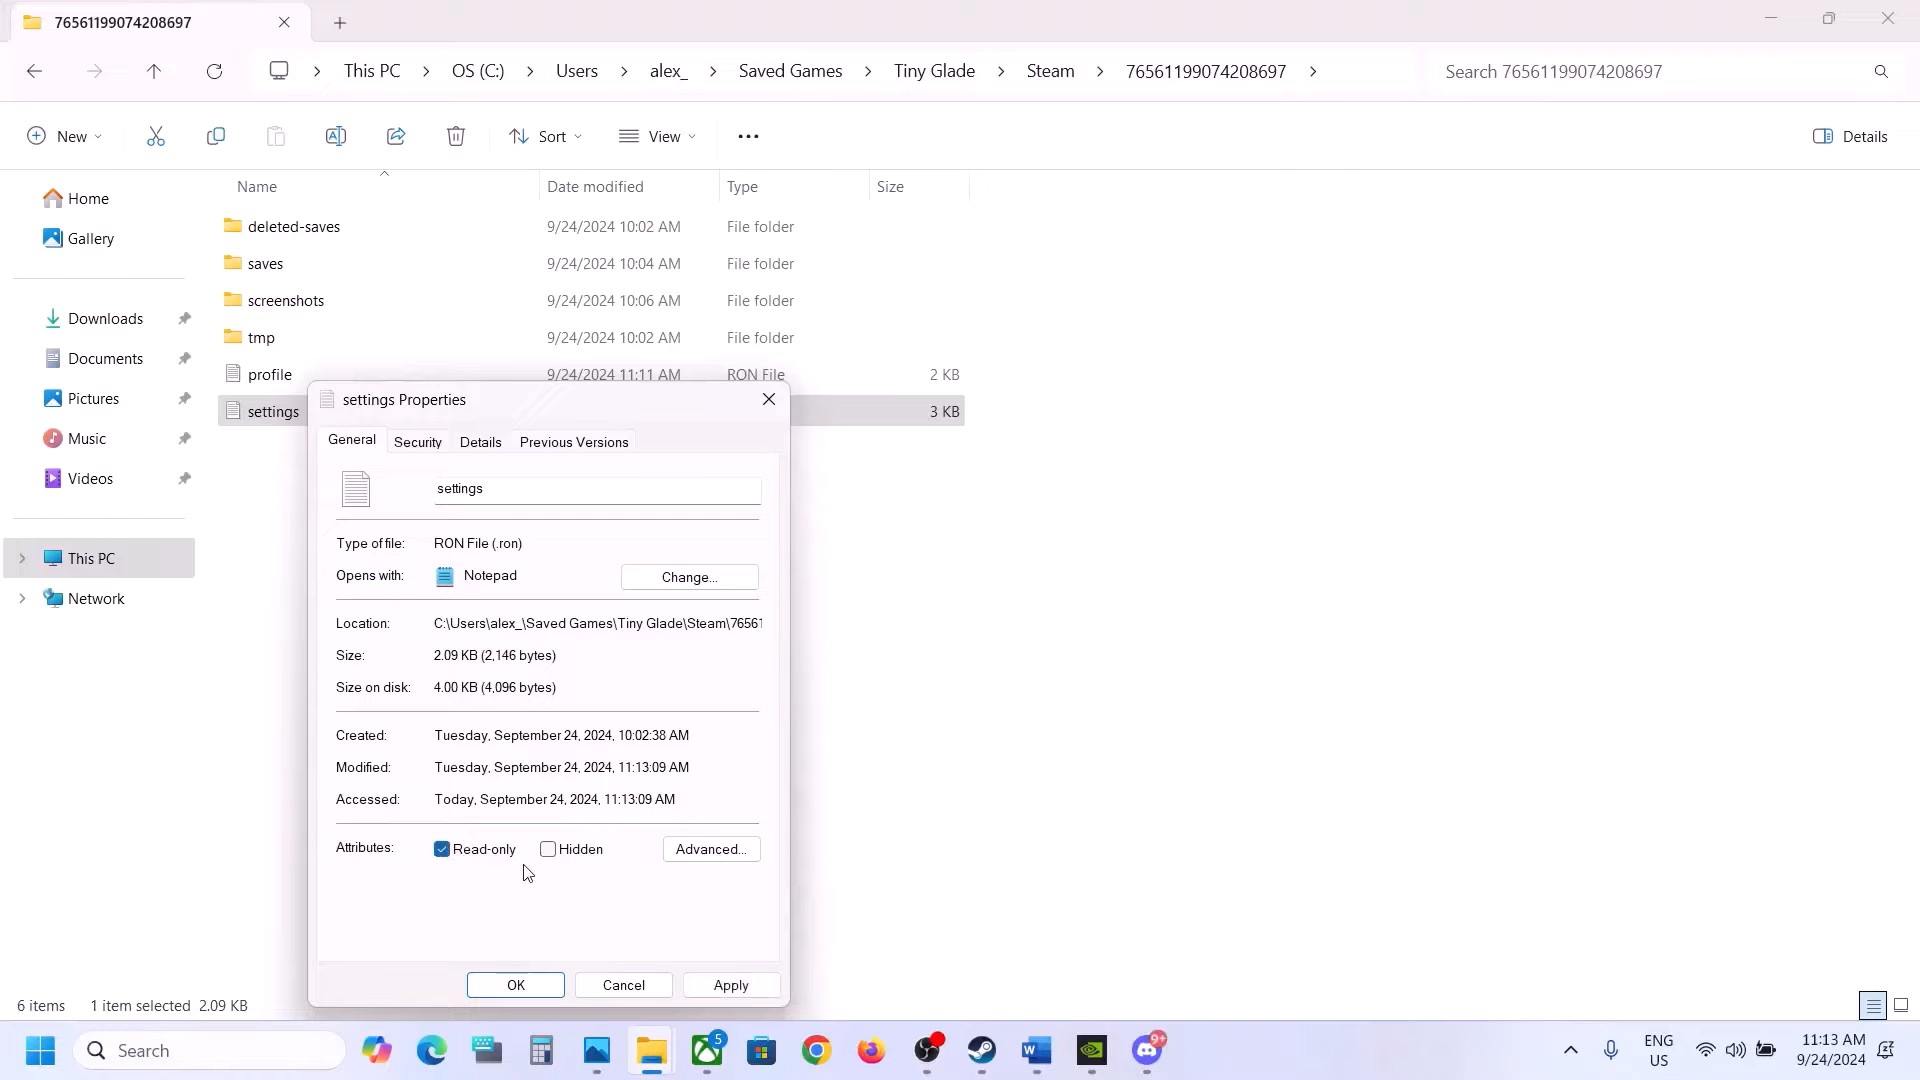 76561199074208697
This PC > OS (C:) > Users > alex_ > Saved Games > Tiny Glade > Steam > 76561199074208697 >
Search 76561199074208697
New
Sort
View
Details
Home
Gallery
Downloads
Documents
Pictures
Music
Videos
This PC
Network
Name Date modified Type Size
deleted-saves 9/24/2024 10:02 AM File folder
saves 9/24/2024 10:04 AM File folder
screenshots 9/24/2024 10:06 AM File folder
tmp 9/24/2024 10:02 AM File folder
profile 9/24/2024 11:11 AM RON File 2 KB
settings 3 KB
settings Properties
General Security Details Previous Versions
settings
Type of file: RON File (.ron)
Opens with: Notepad Change...
Location: C:\Users\alex_\Saved Games\Tiny Glade\Steam\76561
Size: 2.09 KB (2,146 bytes)
Size on disk: 4.00 KB (4,096 bytes)
Created: Tuesday, September 24, 2024, 10:02:38 AM
Modified: Tuesday, September 24, 2024, 11:13:09 AM
Accessed: Today, September 24, 2024, 11:13:09 AM
Attributes: Read-only Hidden Advanced...
OK Cancel Apply
6 items 1 item selected 2.09 KB
Search
5
9+
ENG
US
11:13 AM
9/24/2024